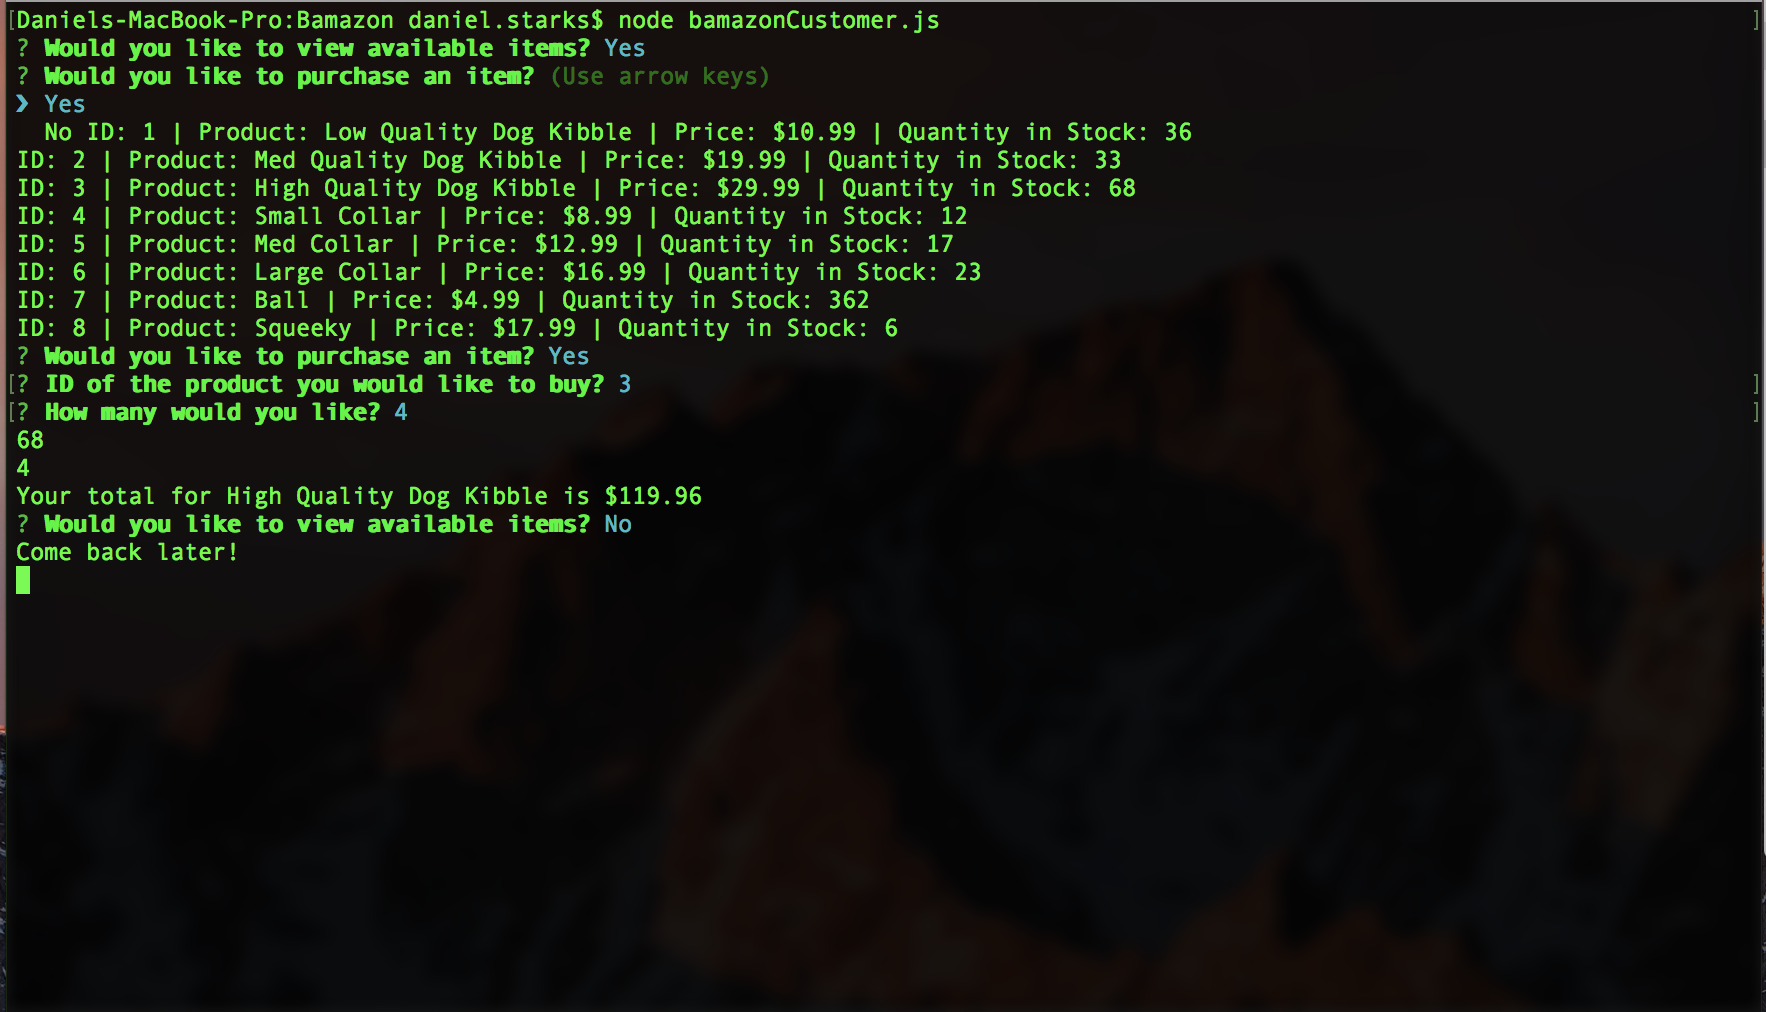 [Daniels-MacBook-Pro:Bamazon daniel.starks$ node bamazonCustomer.js ]
? Would you like to view available items? Yes
? Would you like to purchase an item? (Use arrow keys)
❯ Yes
  No ID: 1 | Product: Low Quality Dog Kibble | Price: $10.99 | Quantity in Stock: 36
ID: 2 | Product: Med Quality Dog Kibble | Price: $19.99 | Quantity in Stock: 33
ID: 3 | Product: High Quality Dog Kibble | Price: $29.99 | Quantity in Stock: 68
ID: 4 | Product: Small Collar | Price: $8.99 | Quantity in Stock: 12
ID: 5 | Product: Med Collar | Price: $12.99 | Quantity in Stock: 17
ID: 6 | Product: Large Collar | Price: $16.99 | Quantity in Stock: 23
ID: 7 | Product: Ball | Price: $4.99 | Quantity in Stock: 362
ID: 8 | Product: Squeeky | Price: $17.99 | Quantity in Stock: 6
? Would you like to purchase an item? Yes
[? ID of the product you would like to buy? 3 ]
[? How many would you like? 4 ]
68
4
Your total for High Quality Dog Kibble is $119.96
? Would you like to view available items? No
Come back later!